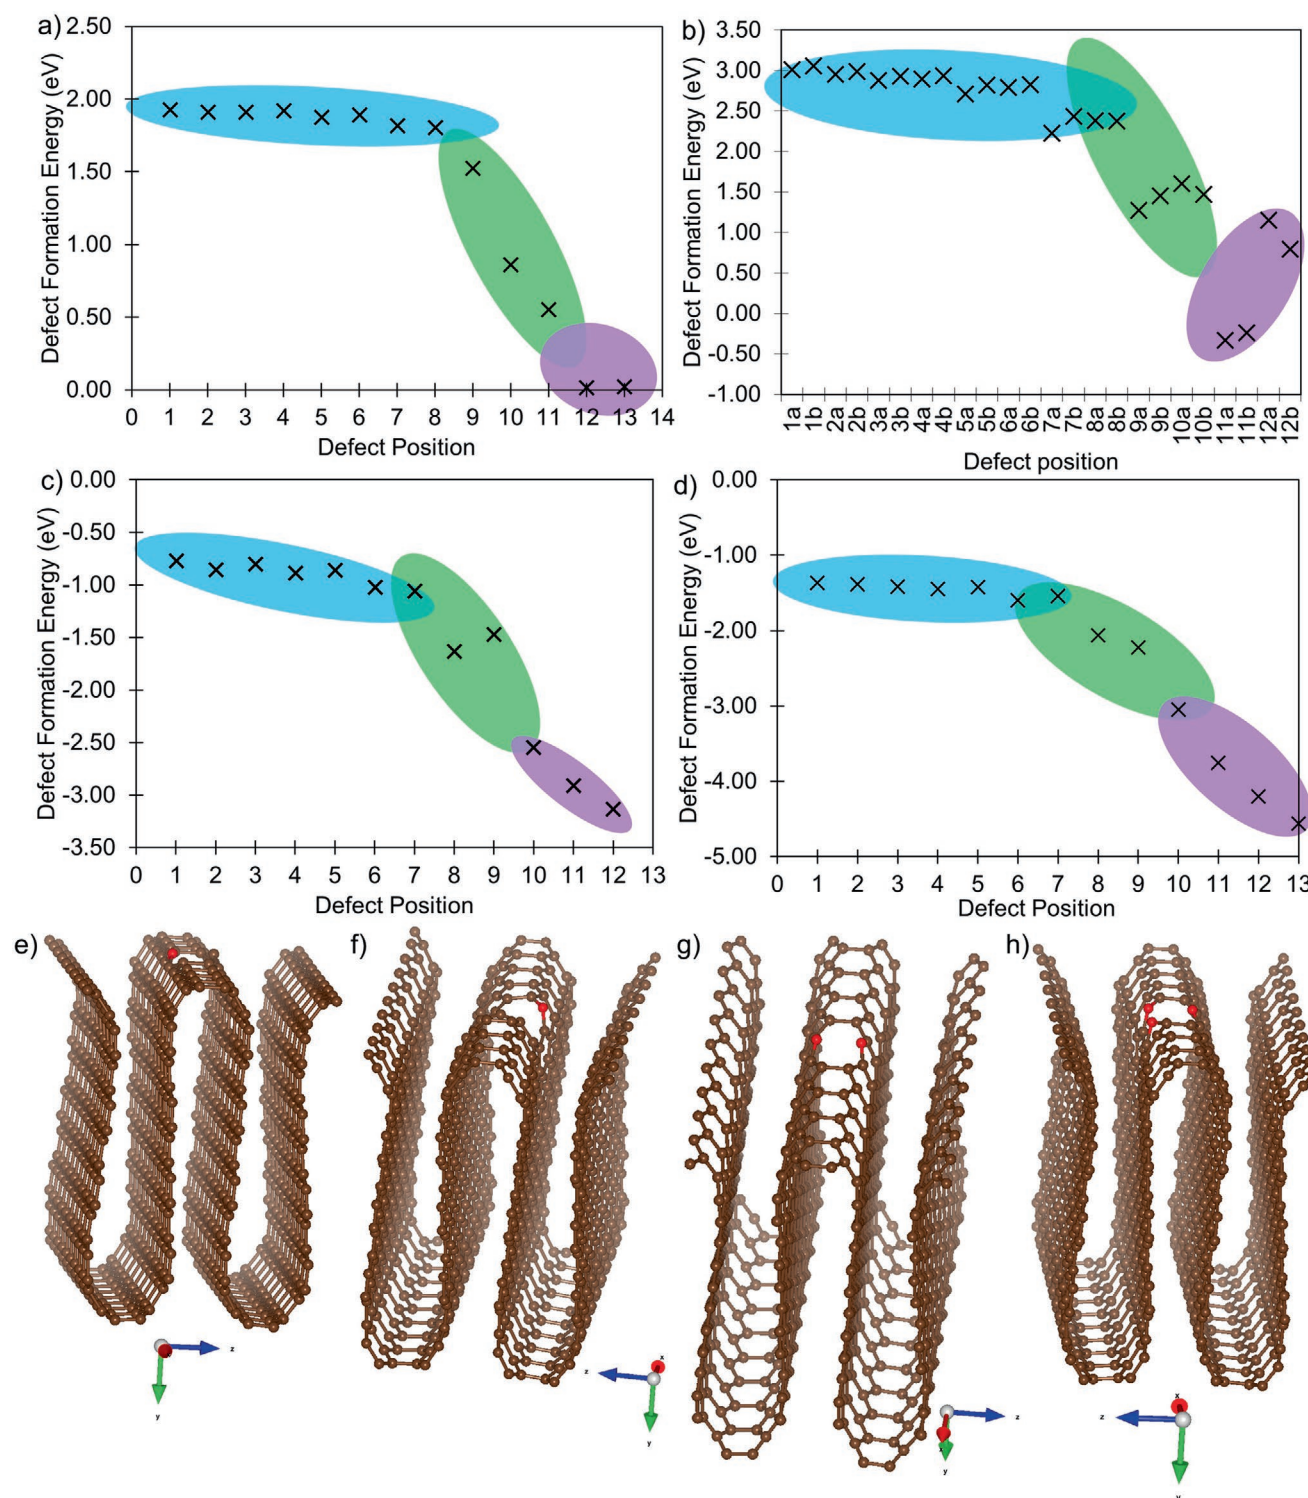 a)
Defect Formation Energy (eV)
2.50
2.00
1.50
1.00
0.50
0.00
0 1 2 3 4 5 6 7 8 9 10 11 12 13 14
Defect Position
b)
Defect Formation Energy (eV)
3.50
3.00
2.50
2.00
1.50
1.00
0.50
0.00
-0.50
-1.00
1a 1b 2a 2b 3a 3b 4a 4b 5a 5b 6a 6b 7a 7b 8a 8b 9a 9b 10a 10b 11a 11b 12a 12b
Defect position
c)
Defect Formation Energy (eV)
0.00
-0.50
-1.00
-1.50
-2.00
-2.50
-3.00
-3.50
0 1 2 3 4 5 6 7 8 9 10 11 12 13
Defect Position
d)
Defect Formation Energy (eV)
0.00
-1.00
-2.00
-3.00
-4.00
-5.00
0 1 2 3 4 5 6 7 8 9 10 11 12 13
Defect Position
e)
z
y
f)
x
z
y
g)
z
x
y
h)
x
z
y